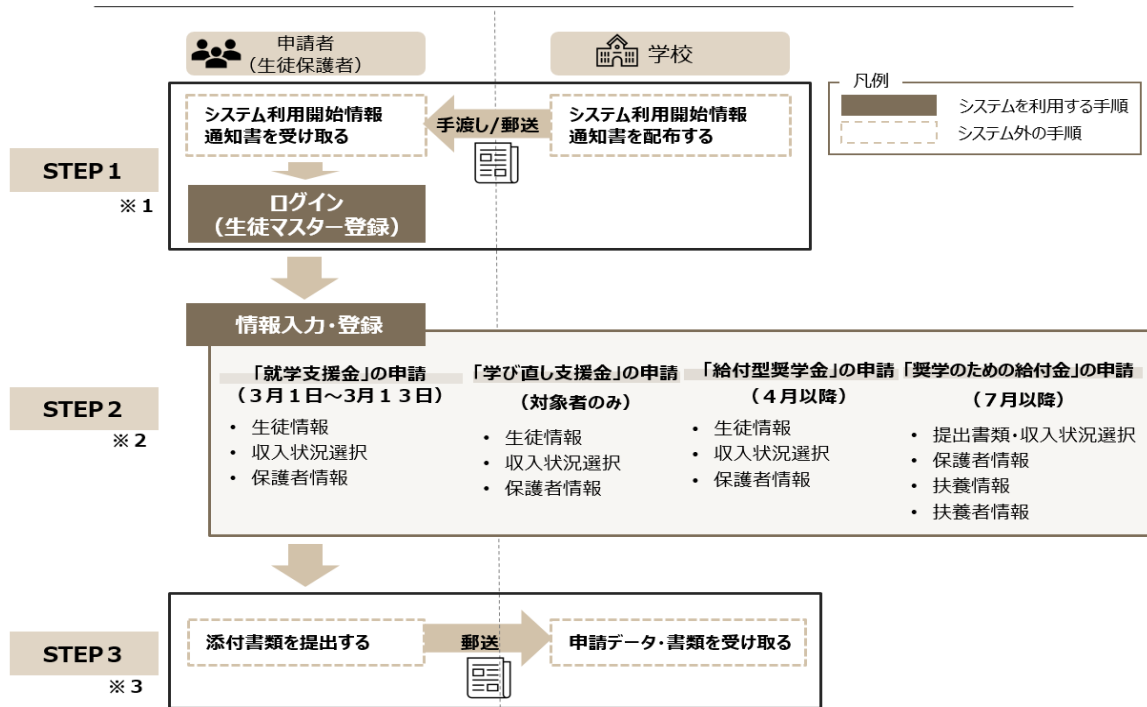 申請者
（生徒保護者）
学校
凡例
システムを利用する手順
システム外の手順
STEP１
※１
システム利用開始情報
通知書を受け取る
手渡し/郵送
システム利用開始情報
通知書を配布する
ログイン
（生徒マスター登録）
情報入力・登録
STEP２
※２
「就学支援金」の申請
（３月１日～３月１３日）
• 生徒情報
• 収入状況選択
• 保護者情報
「学び直し支援金」の申請
（対象者のみ）
• 生徒情報
• 収入状況選択
• 保護者情報
「給付型奨学金」の申請
（４月以降）
• 生徒情報
• 収入状況選択
• 保護者情報
「奨学のための給付金」の申請
（７月以降）
• 提出書類・収入状況選択
• 保護者情報
• 扶養情報
• 扶養者情報
STEP３
※３
添付書類を提出する
郵送
申請データ・書類を受け取る